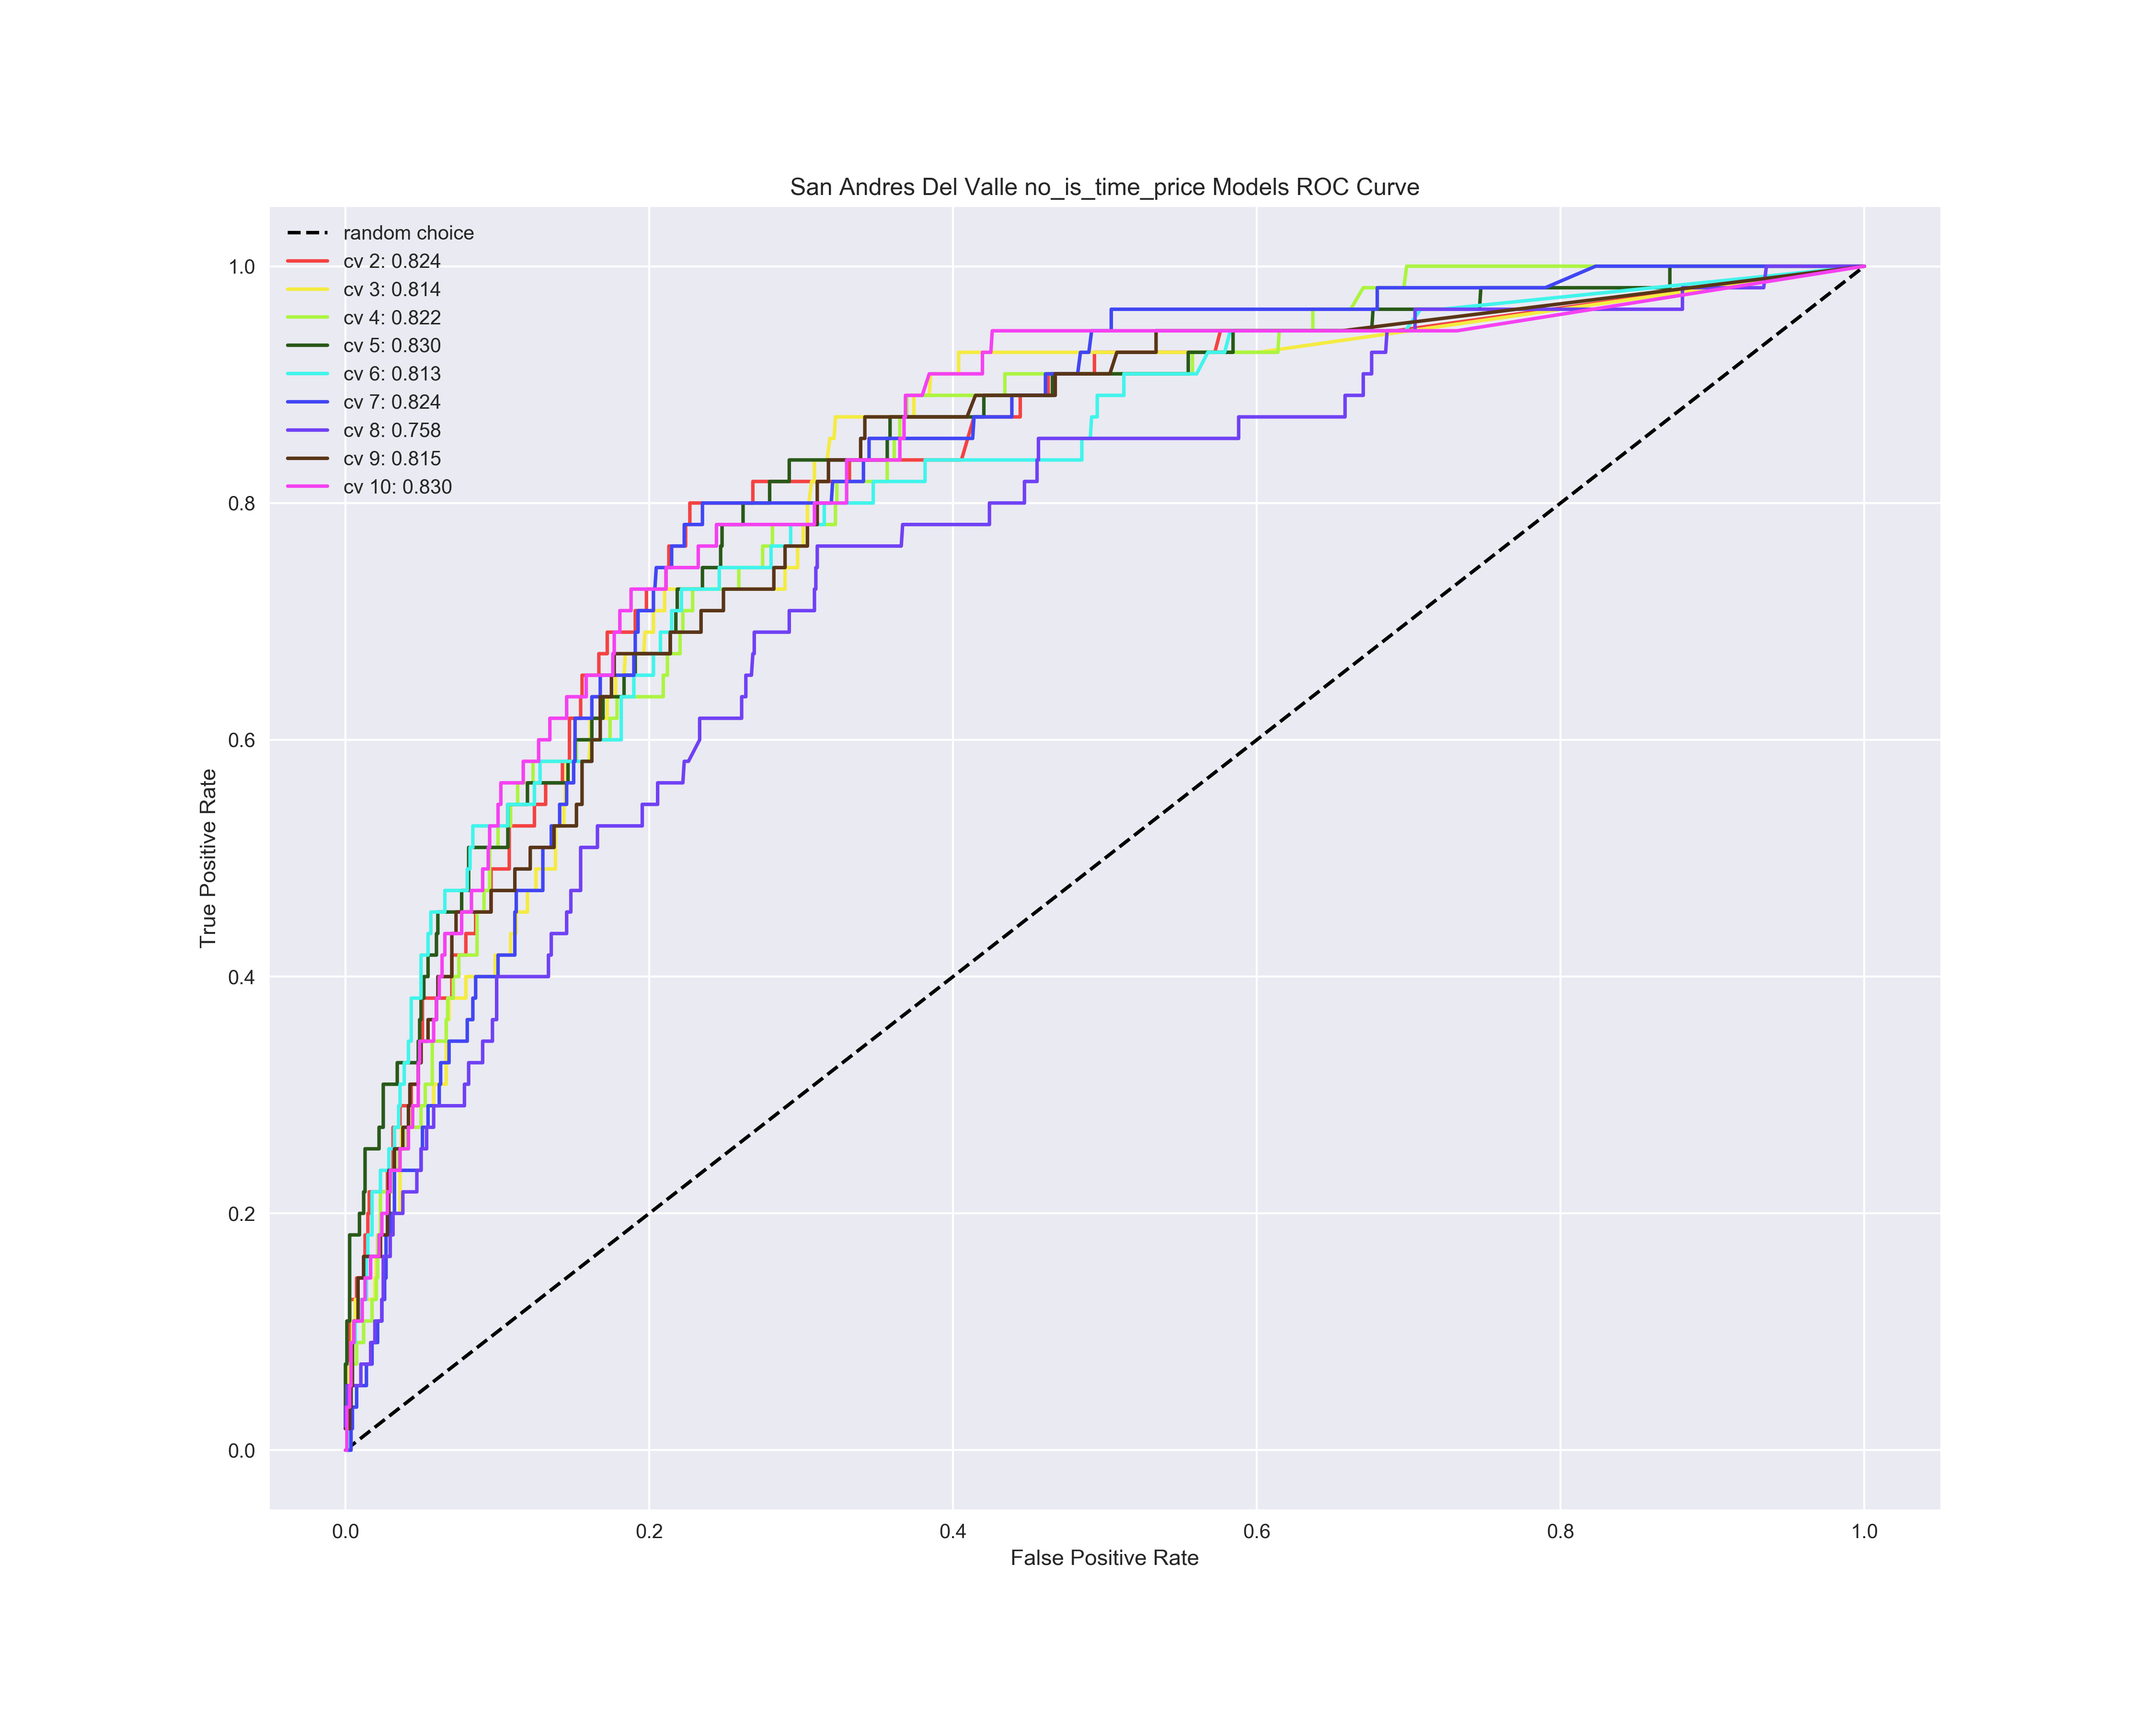 San Andres Del Valle no_is_time_price Models ROC Curve
random choice
cv 2: 0.824
cv 3: 0.814
cv 4: 0.822
cv 5: 0.830
cv 6: 0.813
cv 7: 0.824
cv 8: 0.758
cv 9: 0.815
cv 10: 0.830
True Positive Rate
1.0
0.8
0.6
0.4
0.2
0.0
0.0 0.2 0.4 0.6 0.8 1.0
False Positive Rate